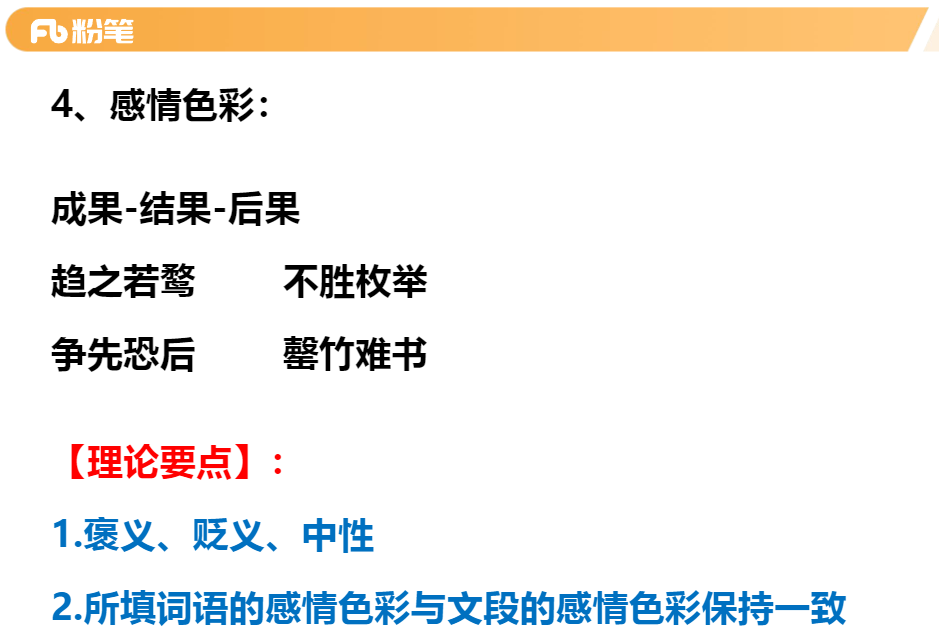 粉笔
4、感情色彩：
成果-结果-后果
趋之若鹜 不胜枚举
争先恐后 罄竹难书
【理论要点】：
1.褒义、贬义、中性
2.所填词语的感情色彩与文段的感情色彩保持一致